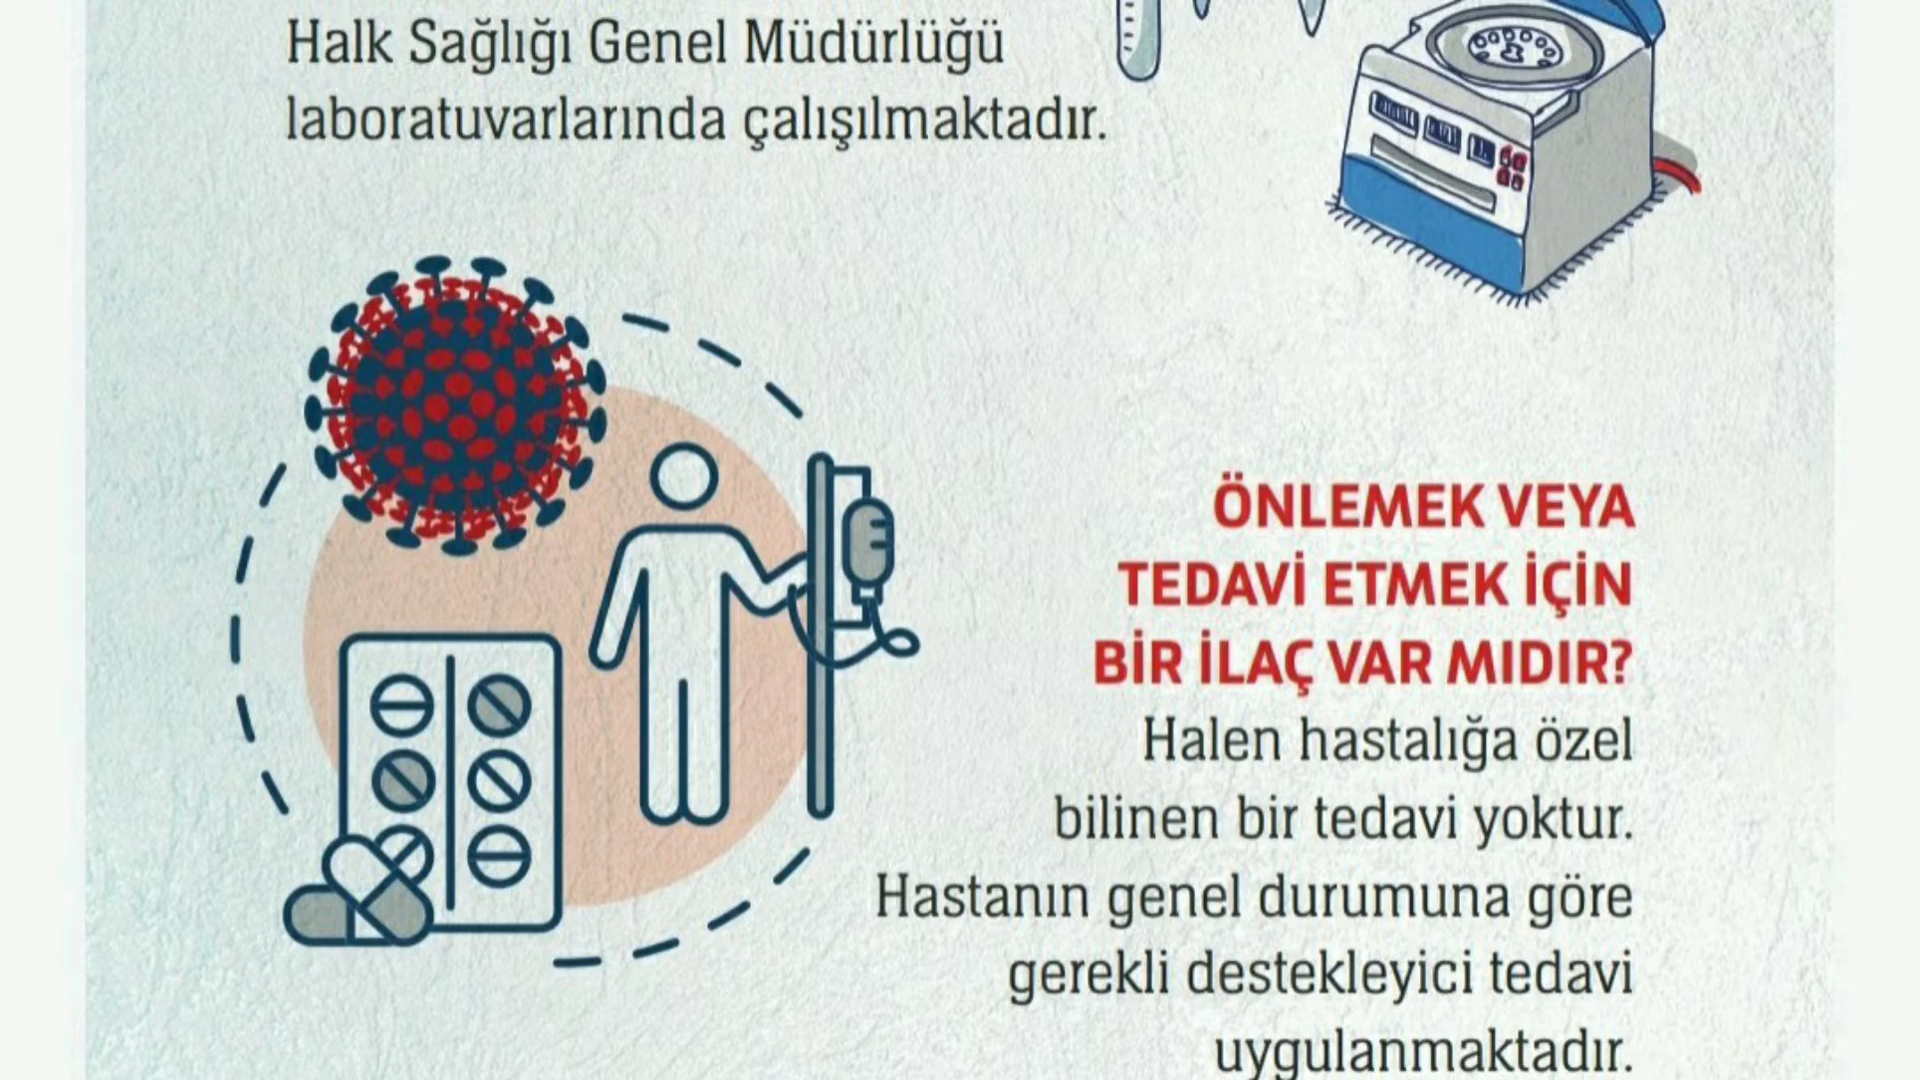 Halk Sağlığı Genel Müdürlüğü
laboratuvarlarında çalışılmaktadır.
ÖNLEMEK VEYA
TEDAVİ ETMEK İÇİN
BİR İLAÇ VAR MIDIR?
Halen hastalığa özel
bilinen bir tedavi yoktur.
Hastanın genel durumuna göre
gerekli destekleyici tedavi
uygulanmaktadır.